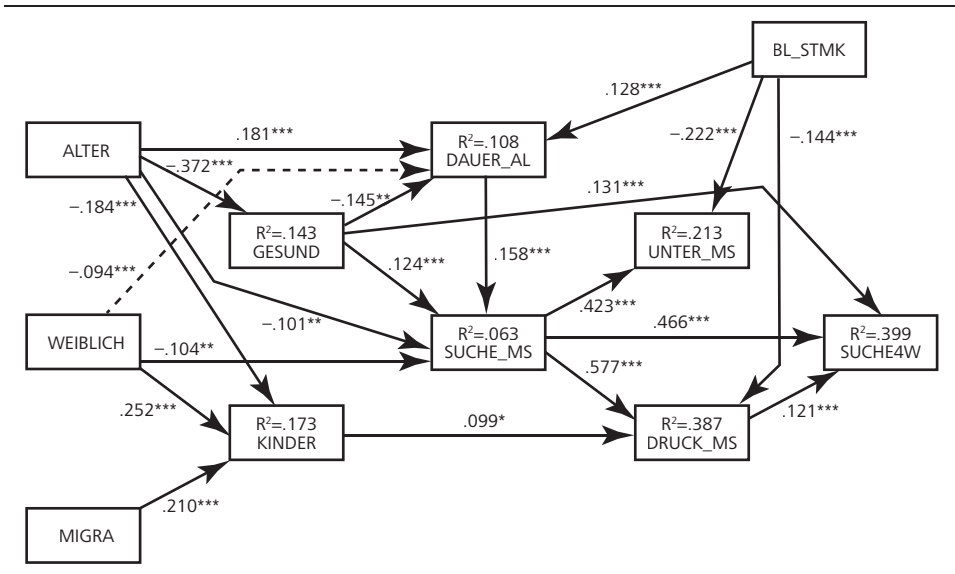 BL_STMK
.128***
.181***
R²=.108
DAUER_AL
−.222***
−.144***
ALTER
−.372***
.131***
−.145**
−.184***
R²=.143
GESUND
R²=.213
UNTER_MS
.158***
.124***
−.094***
.423***
−.101**
R²=.063
SUCHE_MS
.466***
R²=.399
SUCHE4W
WEIBLICH
−.104**
.577***
.252***
R²=.173
KINDER
.099*
R²=.387
DRUCK_MS
.121***
.210***
MIGRA